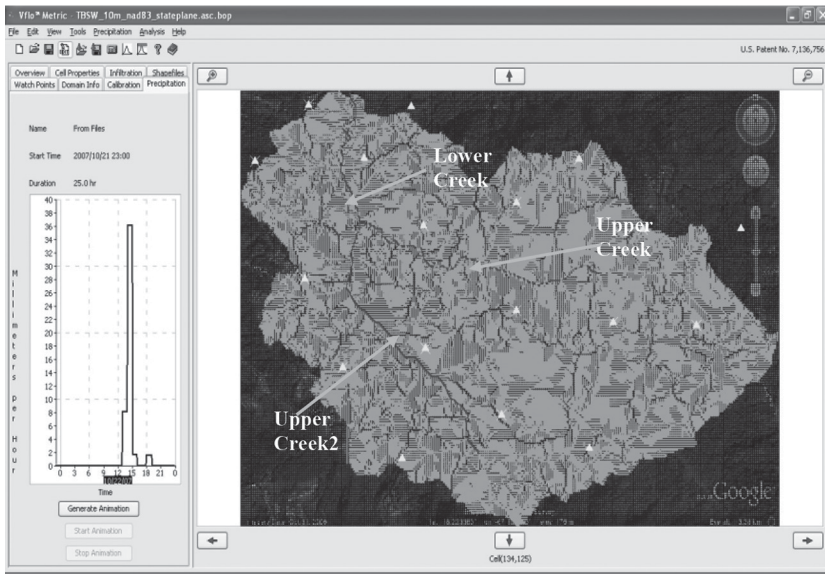 Vflo™ Metric - TBSW_10m_nad83_stateplane.asc.bop
File Edit View Tools Precipitation Analysis Help
U.S. Patent No. 7,136,756
Overview Cell Properties Infiltration Shapefiles
Watch Points Domain Info Calibration Precipitation
Name From Files
Start Time 2007/10/21 23:00
Duration 25.0 hr
40
38
36
34
32
30
28
26
24
22
20
18
16
14
12
10
8
6
4
2
0
Millimeters per Hour
0 3 6 9 12 15 18 21 0
10/22/07
Time
Generate Animation
Start Animation
Stop Animation
Lower
Creek
Upper
Creek
Upper
Creek2
Google
Cell(134,125)